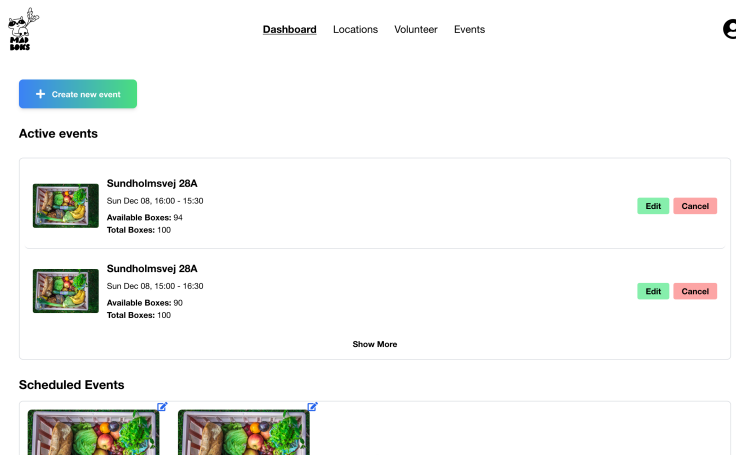 MAD
BOKS
Dashboard Locations Volunteer Events
Create new event
Active events
Sundholmsvej 28A
Sun Dec 08, 16:00 - 15:30
Available Boxes: 94
Total Boxes: 100
Edit Cancel
Sundholmsvej 28A
Sun Dec 08, 15:00 - 16:30
Available Boxes: 90
Total Boxes: 100
Edit Cancel
Show More
Scheduled Events